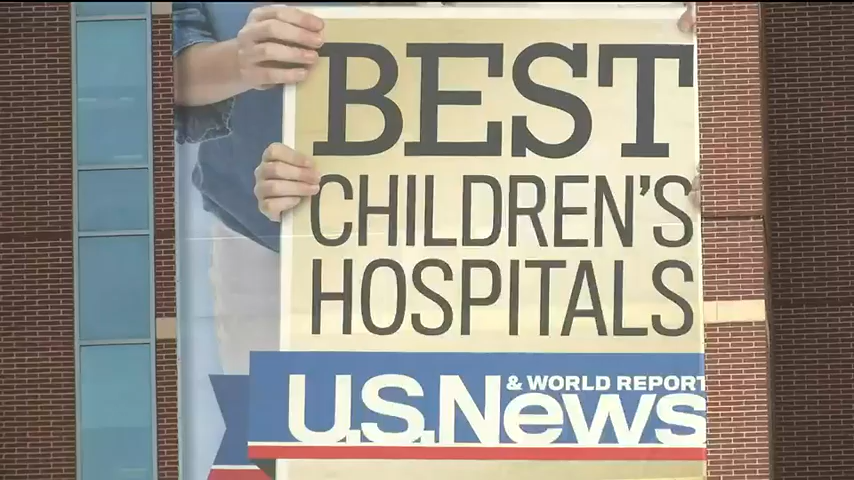 BEST
CHILDREN'S
HOSPITALS
& WORLD REPORT
U.S.News